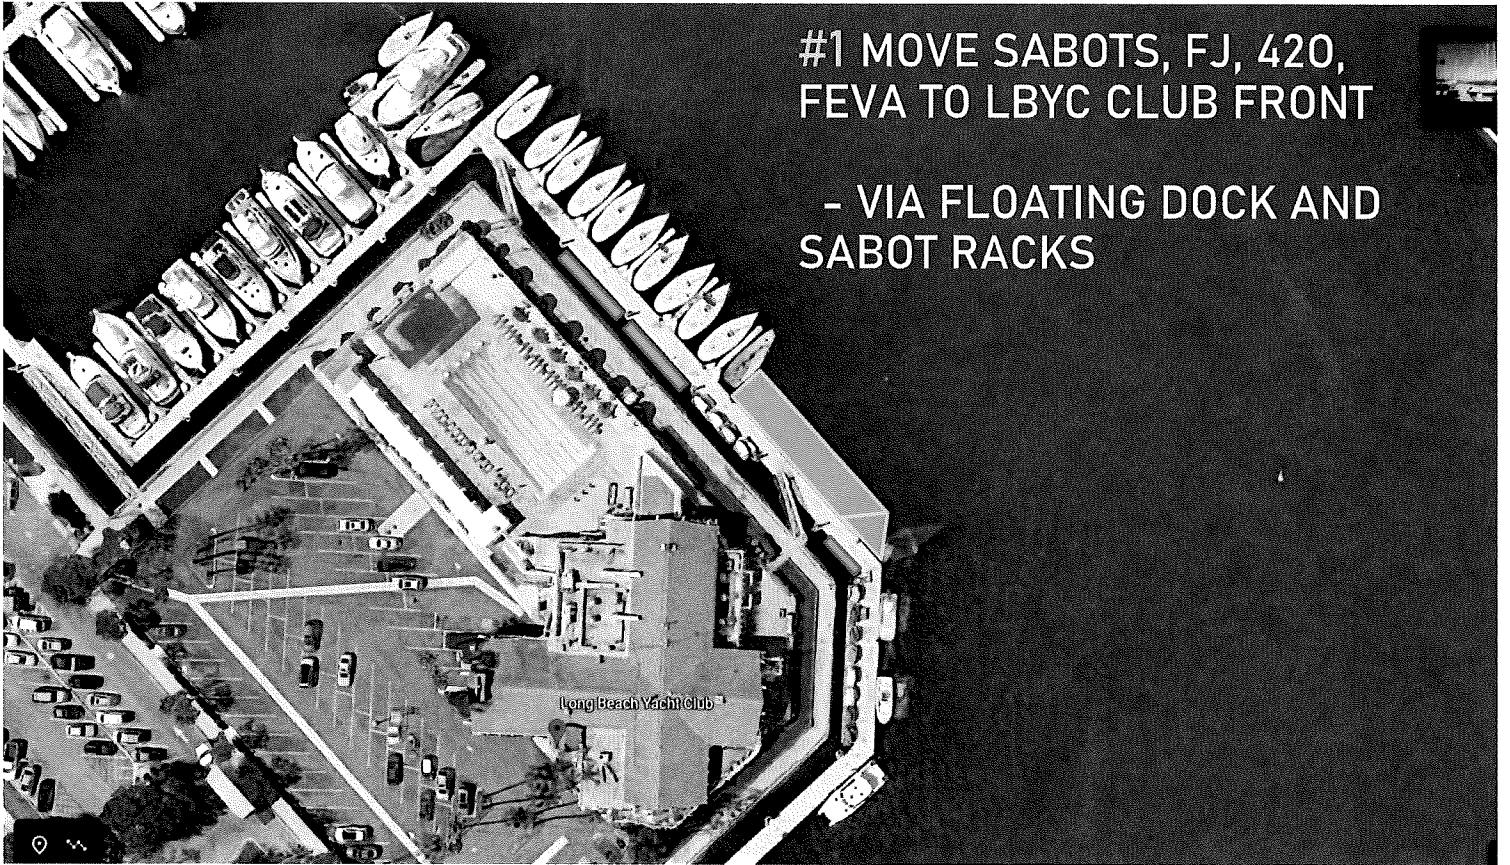 #1 MOVE SABOTS, FJ, 420,
FEVA TO LBYC CLUB FRONT
- VIA FLOATING DOCK AND
SABOT RACKS
Long Beach Yacht Club